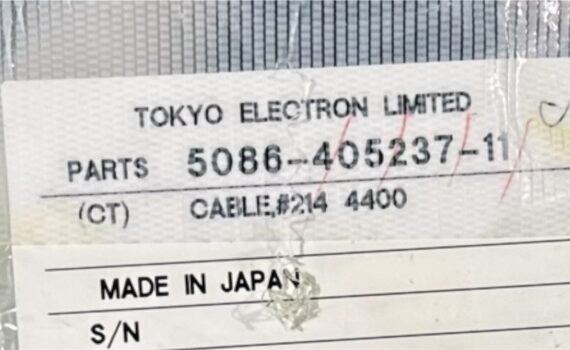 TOKYO ELECTRON LIMITED
PARTS 5086-405237-11
(CT) CABLE,#214 4400
MADE IN JAPAN
S/N